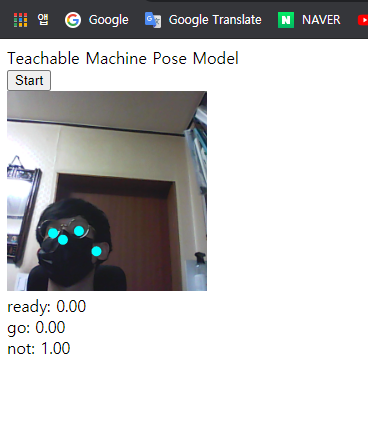 앱 Google Google Translate NAVER
Teachable Machine Pose Model
Start
ready: 0.00
go: 0.00
not: 1.00